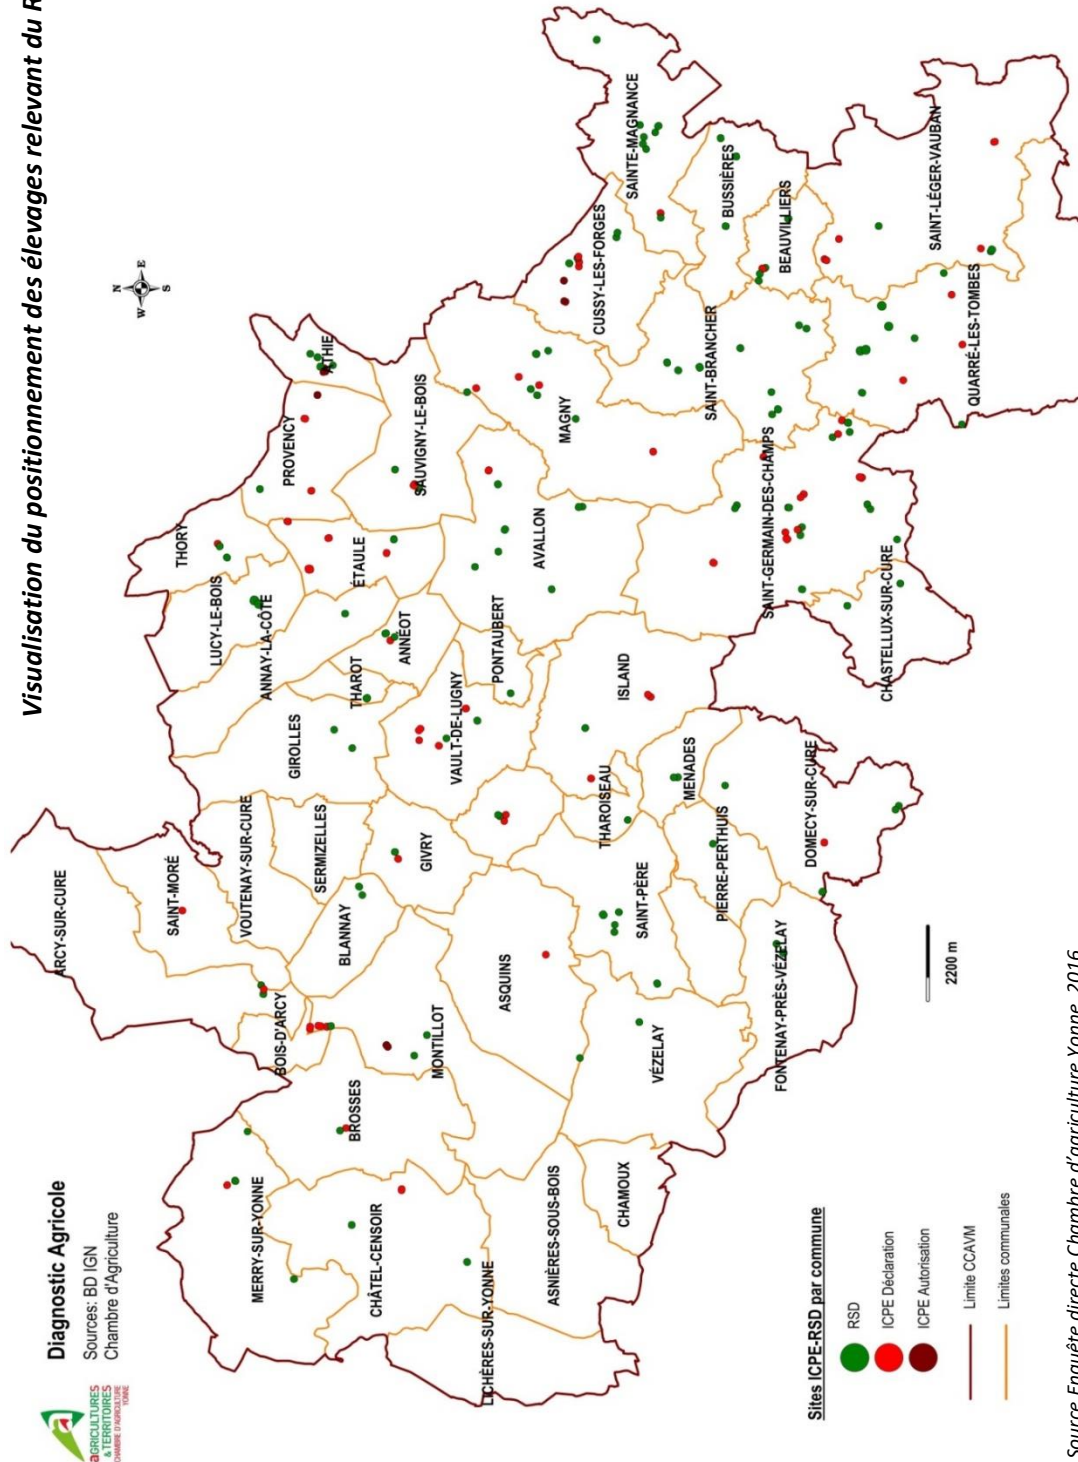 Visualisation du positionnement des élevages relevant du R
AGRICULTURES
& TERRITOIRES
CHAMBRE D'AGRICULTURE
YONNE
Diagnostic Agricole
Sources: BD IGN
Chambre d'Agriculture
N
W
E
S
ARCY-SUR-CURE
SAINT-MORÉ
VOUTENAY-SUR-CURE
SERMIZELLES
GIROLLES
LUCY-LE-BOIS
THORY
ANNAY-LA-CÔTE
PROVENCY
ATHIE
ÉTAULE
SAUVIGNY-LE-BOIS
THAROT
ANNÉOT
BOIS-D'ARCY
BLANNAY
GIVRY
VAULT-DE-LUGNY
PONTAUBERT
AVALLON
MAGNY
CUSSY-LES-FORGES
SAINTE-MAGNANCE
MERRY-SUR-YONNE
BROSSES
CHÂTEL-CENSOIR
MONTILLOT
LICHÈRES-SUR-YONNE
ASNIÈRES-SOUS-BOIS
ASQUINS
CHAMOUX
VÉZELAY
SAINT-PÈRE
THAROISEAU
ISLAND
MENADES
PIERRE-PERTHUIS
FONTENAY-PRÈS-VÉZELAY
DOMECY-SUR-CURE
SAINT-BRANCHER
BUSSIÈRES
BEAUVILLIERS
SAINT-GERMAIN-DES-CHAMPS
CHASTELLUX-SUR-CURE
QUARRÉ-LES-TOMBES
SAINT-LÉGER-VAUBAN
Sites ICPE-RSD par commune
RSD
ICPE Déclaration
ICPE Autorisation
Limite CCAVM
Limites communales
2200 m
Source Enquête directe Chambre d'agriculture Yonne, 2016